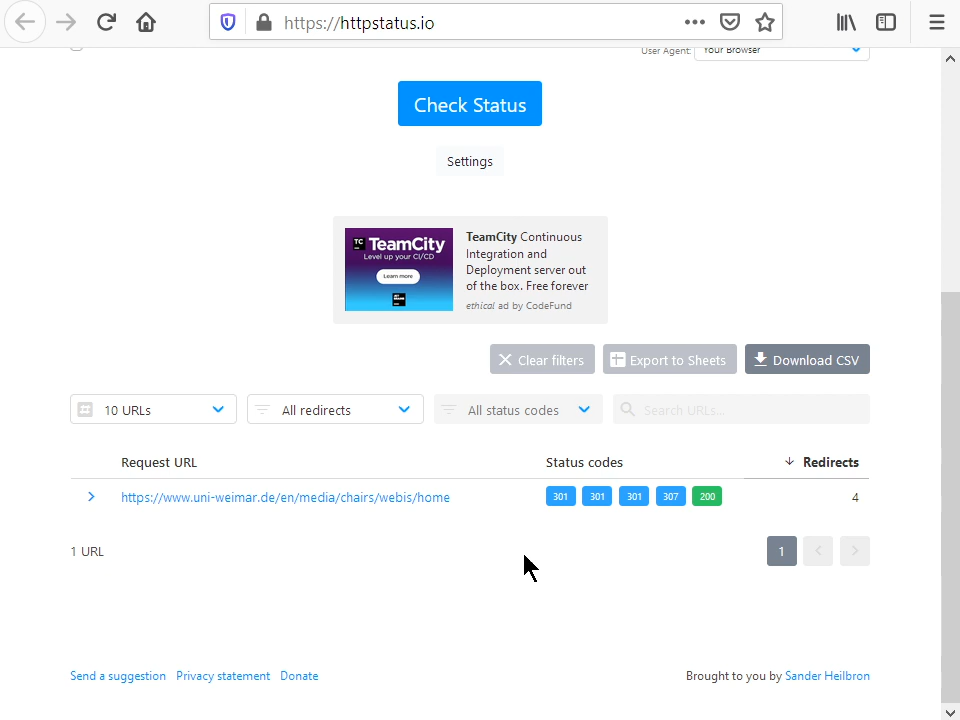 https://httpstatus.io
User Agent: Your Browser
Check Status
Settings
TC TeamCity
Level up your CI/CD
Learn more
TeamCity Continuous
Integration and
Deployment server out
of the box. Free forever
ethical ad by CodeFund
Clear filters
Export to Sheets
Download CSV
10 URLs
All redirects
All status codes
Search URLs...
Request URL
Status codes
Redirects
https://www.uni-weimar.de/en/media/chairs/webis/home
301 301 301 307 200
4
1 URL
1
Send a suggestion
Privacy statement
Donate
Brought to you by Sander Heilbron